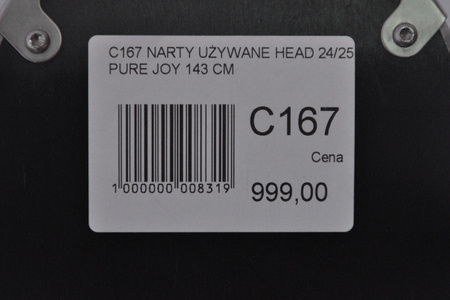 C167 NARTY UŻYWANE HEAD 24/25
PURE JOY 143 CM
C167
Cena
999,00
1 000000 008319